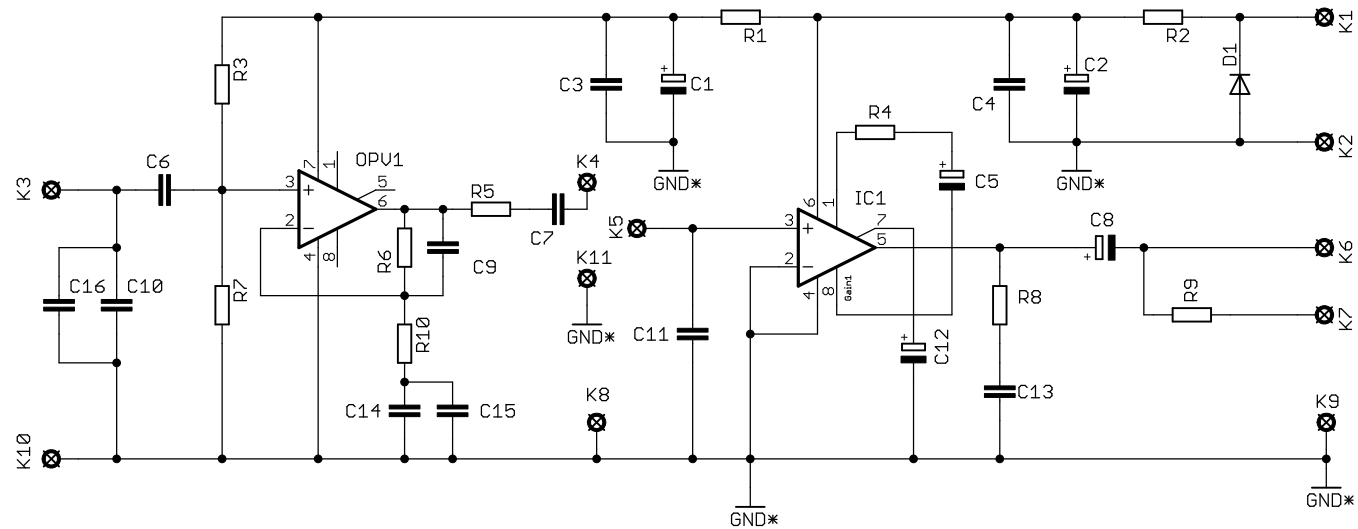 K1
R1
R2
R3
C3
C1
C4
C2
D1
R4
K2
C6
OPV1
K4
GND*
GND*
K3
7
1
3
+
5
6
2
−
4
8
R5
C7
C5
IC1
6
1
3
+
7
5
2
−
4
8
Gain1
K5
C8
K6
R6
C9
K11
C16
C10
R7
R8
R9
K7
R10
GND*
C11
C12
C14
C15
K8
C13
K9
K10
GND*
GND*